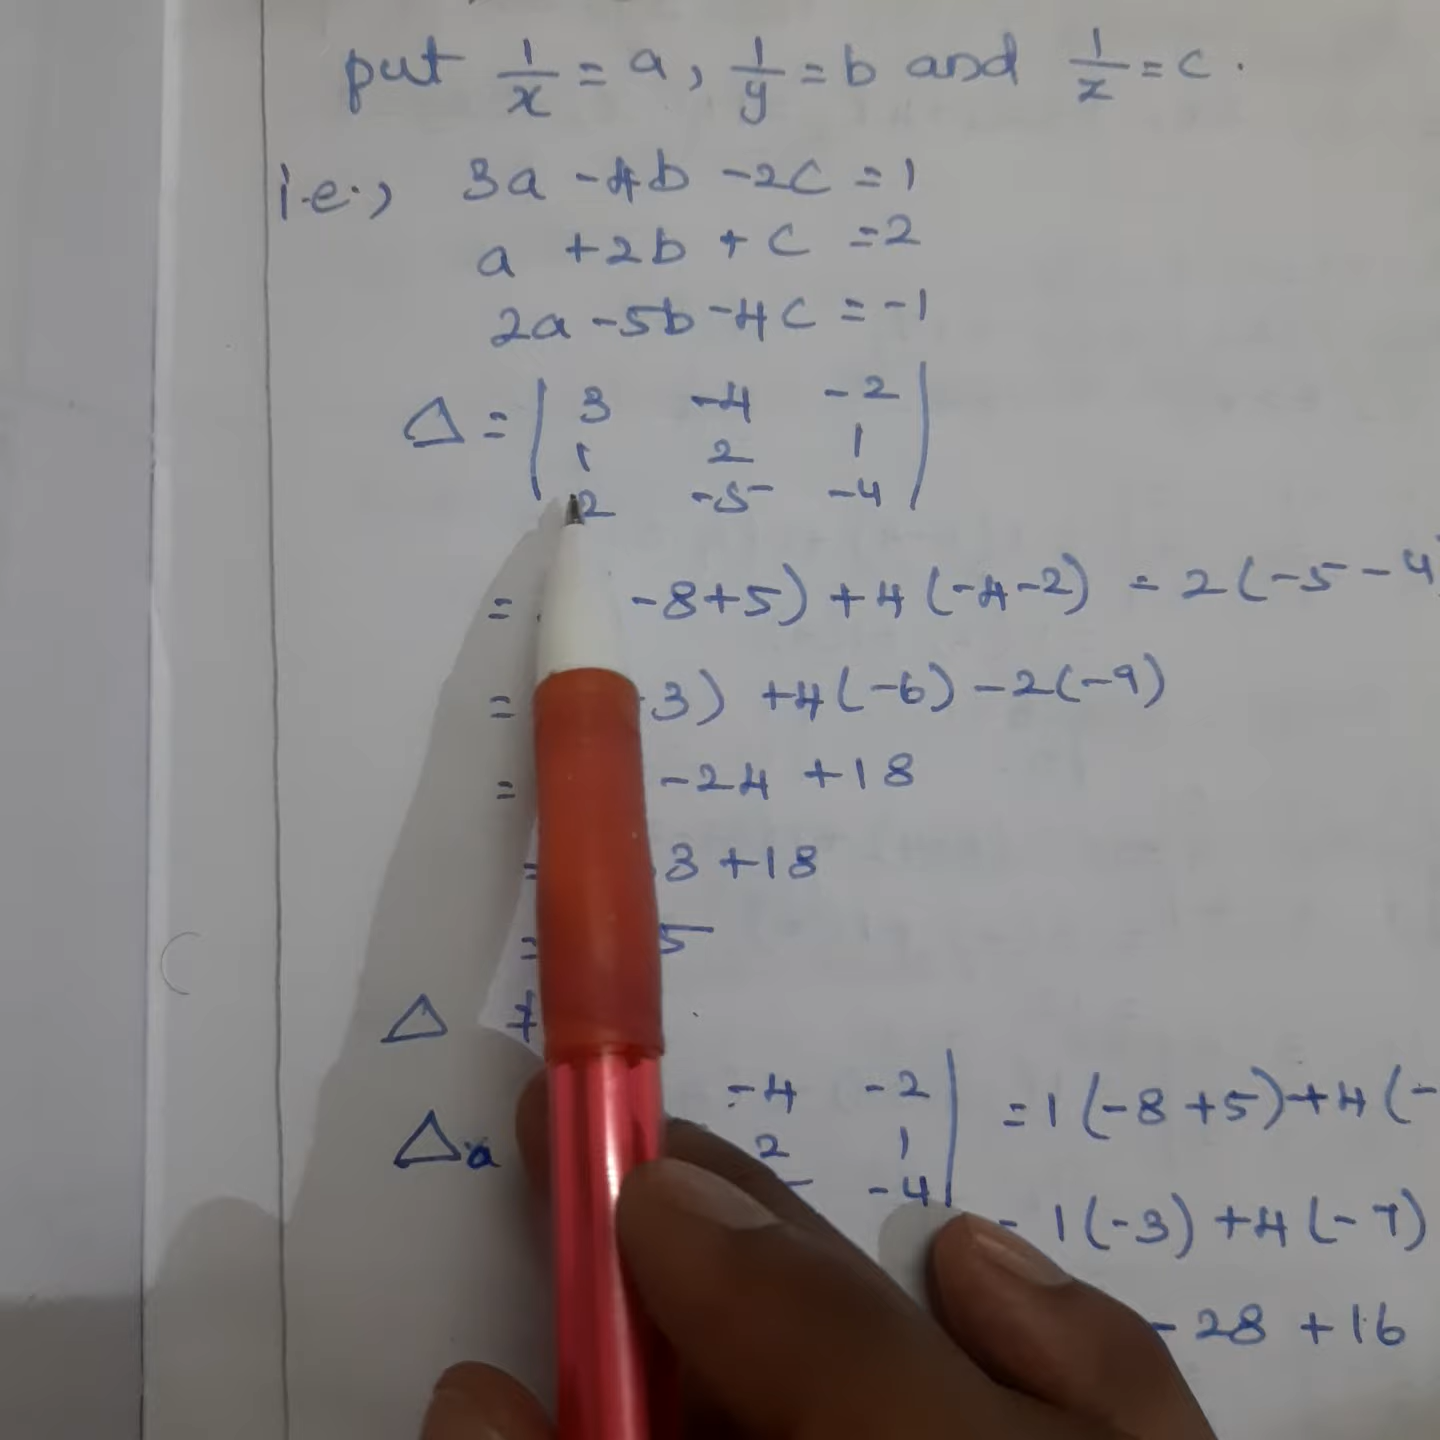 put 1/x = a, 1/y = b and 1/z = c.
i.e., 3a - 4b - 2c = 1
a + 2b + c = 2
2a - 5b - 4c = -1
Δ = | 3 -4 -2 |
1 2 1
2 -5 -4
= -8+5) + 4(-4-2) = 2(-5-4
= 3) + 4(-6) - 2(-9)
= -24 + 18
= 3 + 18
= 5
Δ ≠
Δa -4 -2 | = 1(-8+5) + 4(-
2 1
-4
= 1(-3) + 4(-7)
- 28 + 16